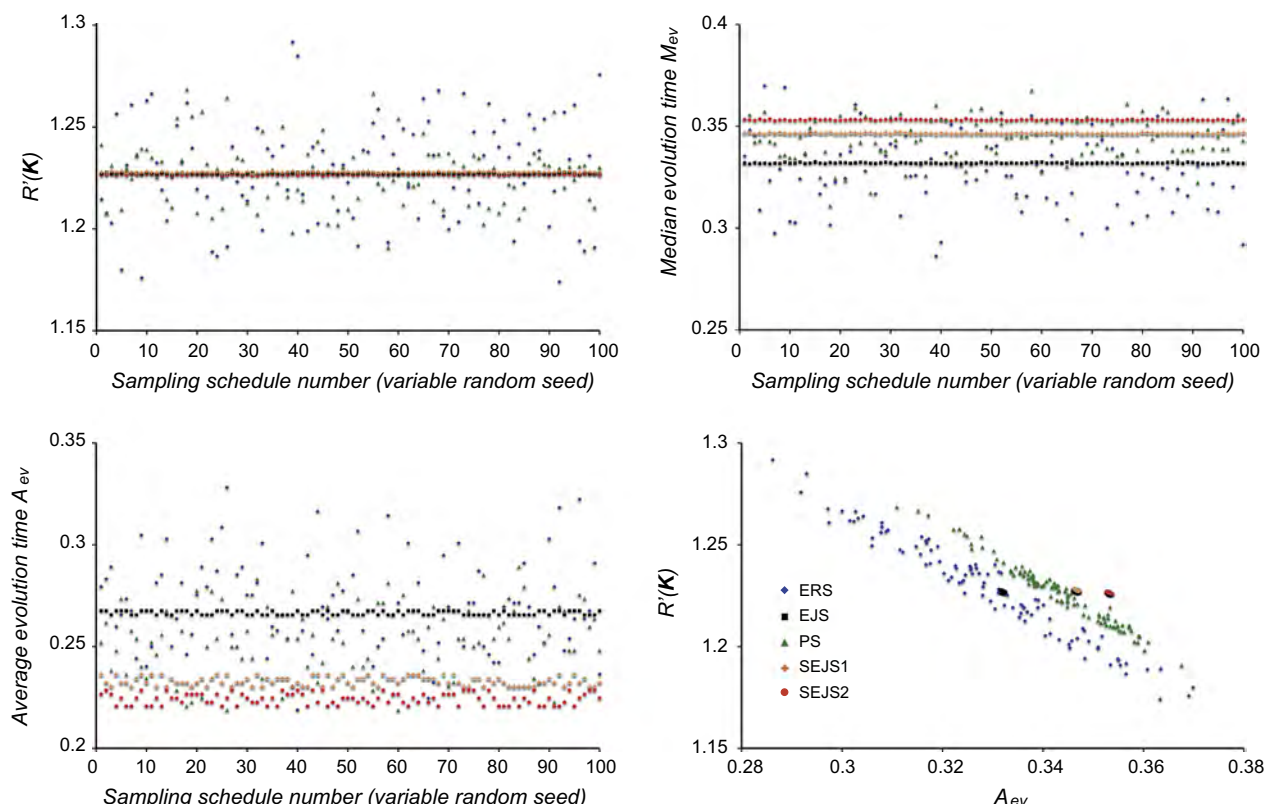 1.3
1.25
1.2
1.15
R'(K)
0 10 20 30 40 50 60 70 80 90 100
Sampling schedule number (variable random seed)
0.4
0.35
0.3
0.25
Median evolution time Mev
0 10 20 30 40 50 60 70 80 90 100
Sampling schedule number (variable random seed)
0.35
0.3
0.25
0.2
Average evolution time A ev
0 10 20 30 40 50 60 70 80 90 100
Sampling schedule number (variable random seed)
1.3
1.25
1.2
1.15
R'(K)
ERS
EJS
PS
SEJS1
SEJS2
0.28 0.3 0.32 0.34 0.36 0.38
A ev